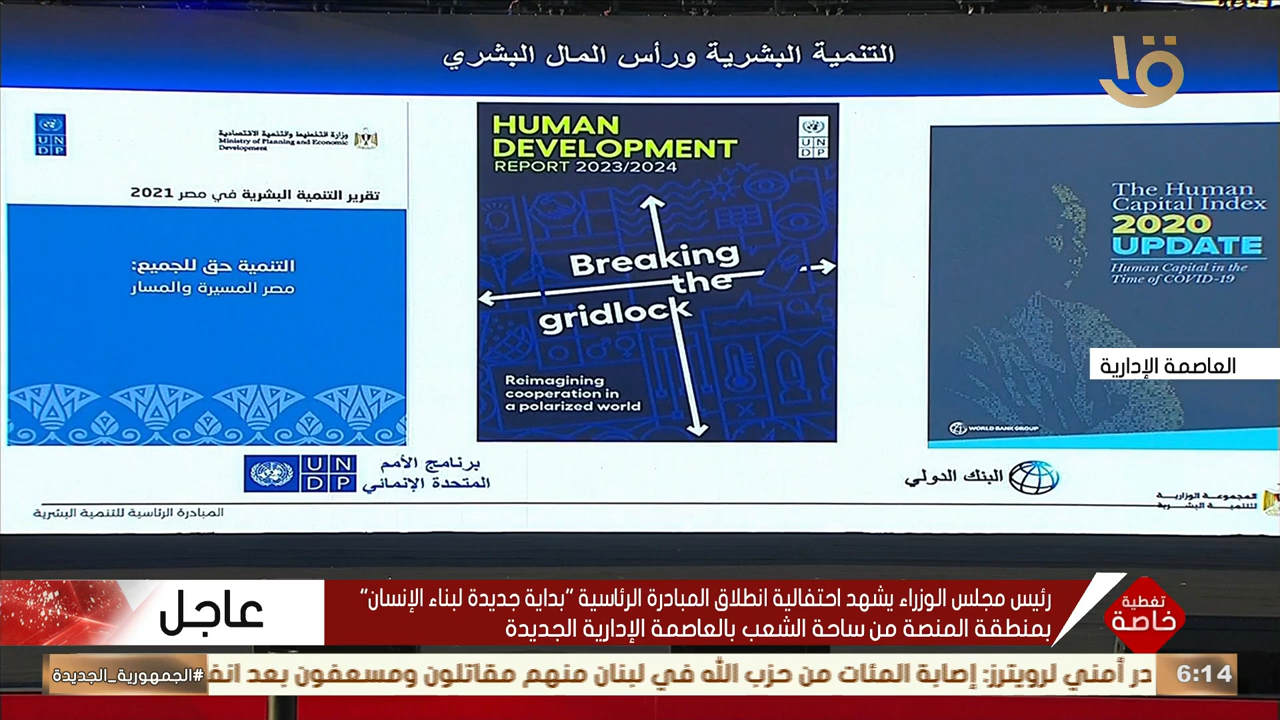 التنمية البشرية ورأس المال البشري
UN
DP
وزارة التخطيط والتنمية الاقتصادية
Ministry of Planning and Economic
Development
تقرير التنمية البشرية في مصر 2021
التنمية حق للجميع:
مصر المسيرة والمسار
HUMAN
DEVELOPMENT
REPORT 2023/2024
UN
DP
Breaking
the
gridlock
Reimagining
cooperation in
a polarized world
The Human
Capital Index
2020
UPDATE
Human Capital in the
Time of COVID-19
WORLD BANK GROUP
العاصمة الإدارية
UN
DP
برنامج الأمم
المتحدة الإنمائي
البنك الدولي
المجموعة الوزارية
للتنمية البشرية
المبادرة الرئاسية للتنمية البشرية
تغطية
خاصة
رئيس مجلس الوزراء يشهد احتفالية انطلاق المبادرة الرئاسية "بداية جديدة لبناء الإنسان"
بمنطقة المنصة من ساحة الشعب بالعاصمة الإدارية الجديدة
عاجل
6:14
در أمني لرويترز: إصابة المئات من حزب الله في لبنان منهم مقاتلون ومسعفون بعد انف
#الجمهورية_الجديدة